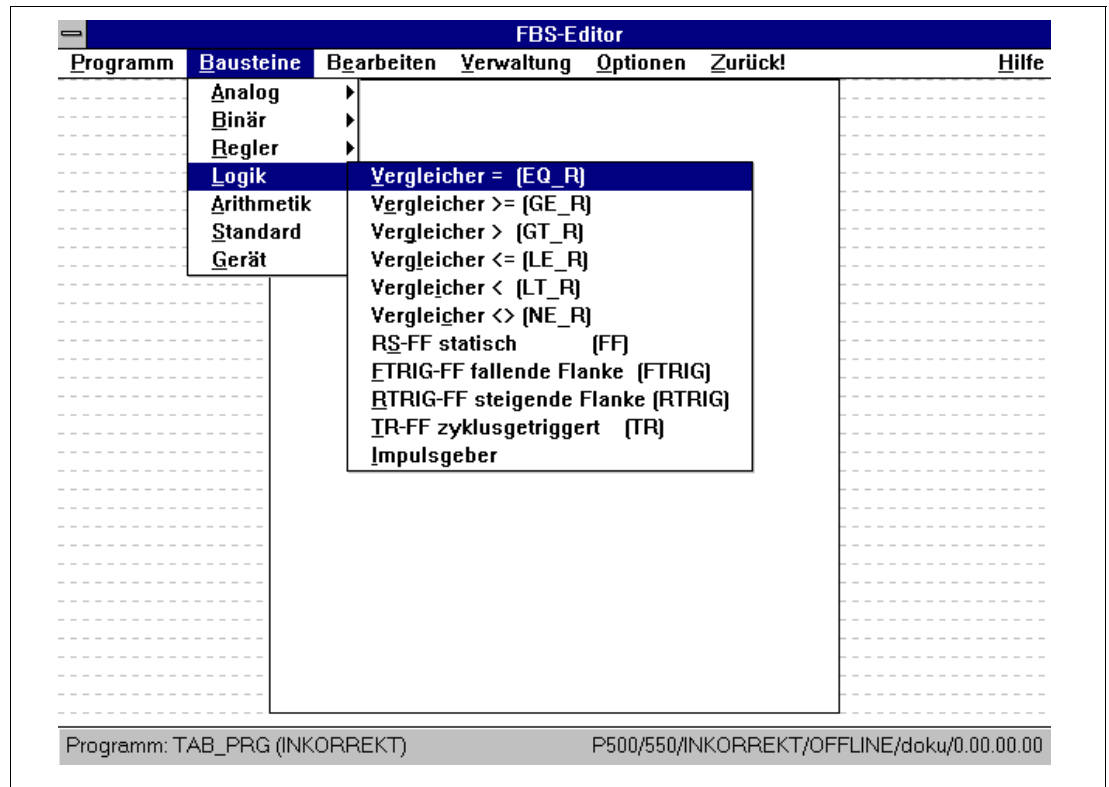 FBS-Editor
Programm Bausteine Bearbeiten Verwaltung Optionen Zurück! Hilfe
Analog
Binär
Regler
Logik
Arithmetik
Standard
Gerät
Vergleicher = (EQ_R)
Vergleicher >= (GE_R)
Vergleicher > (GT_R)
Vergleicher <= (LE_R)
Vergleicher < (LT_R)
Vergleicher <> (NE_R)
RS-FF statisch (FF)
FTRIG-FF fallende Flanke (FTRIG)
RTRIG-FF steigende Flanke (RTRIG)
TR-FF zyklusgetriggert (TR)
Impulsgeber
Programm: TAB_PRG (INKORREKT) P500/550/INKORREKT/OFFLINE/doku/0.00.00.00